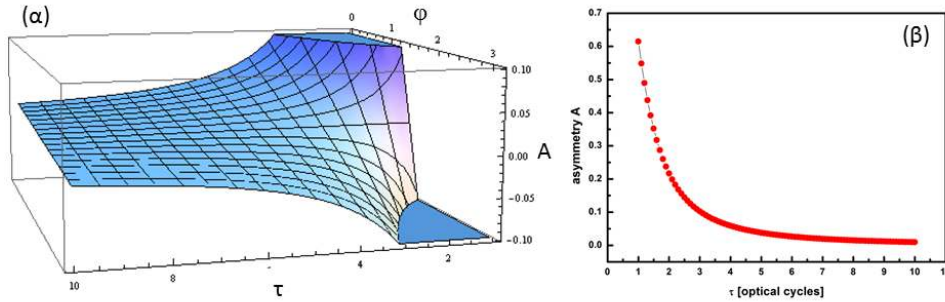 (α)
φ
0
1
2
3
0.10
0.05
0.00
-0.05
-0.10
A
10
8
4
2
τ
(β)
0.7
0.6
0.5
0.4
0.3
0.2
0.1
0.0
asymmetry A
0 1 2 3 4 5 6 7 8 9 10
τ [optical cycles]